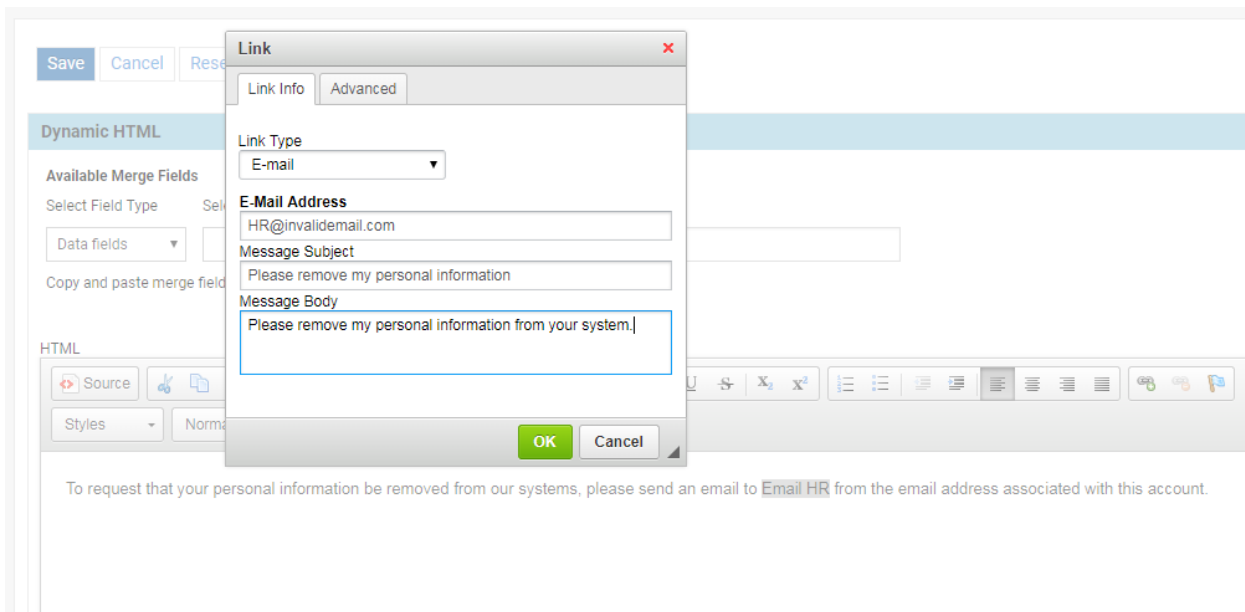 Link
Save Cancel Rese
Link Info Advanced
Dynamic HTML
Link Type
E-mail
Available Merge Fields
E-Mail Address
Select Field Type Sele
HR@invalidemail.com
Data fields
Message Subject
Please remove my personal information
Copy and paste merge field
Message Body
Please remove my personal information from your system.
HTML
Source U S X₂ X²
Styles Norma
OK Cancel
To request that your personal information be removed from our systems, please send an email to Email HR from the email address associated with this account.